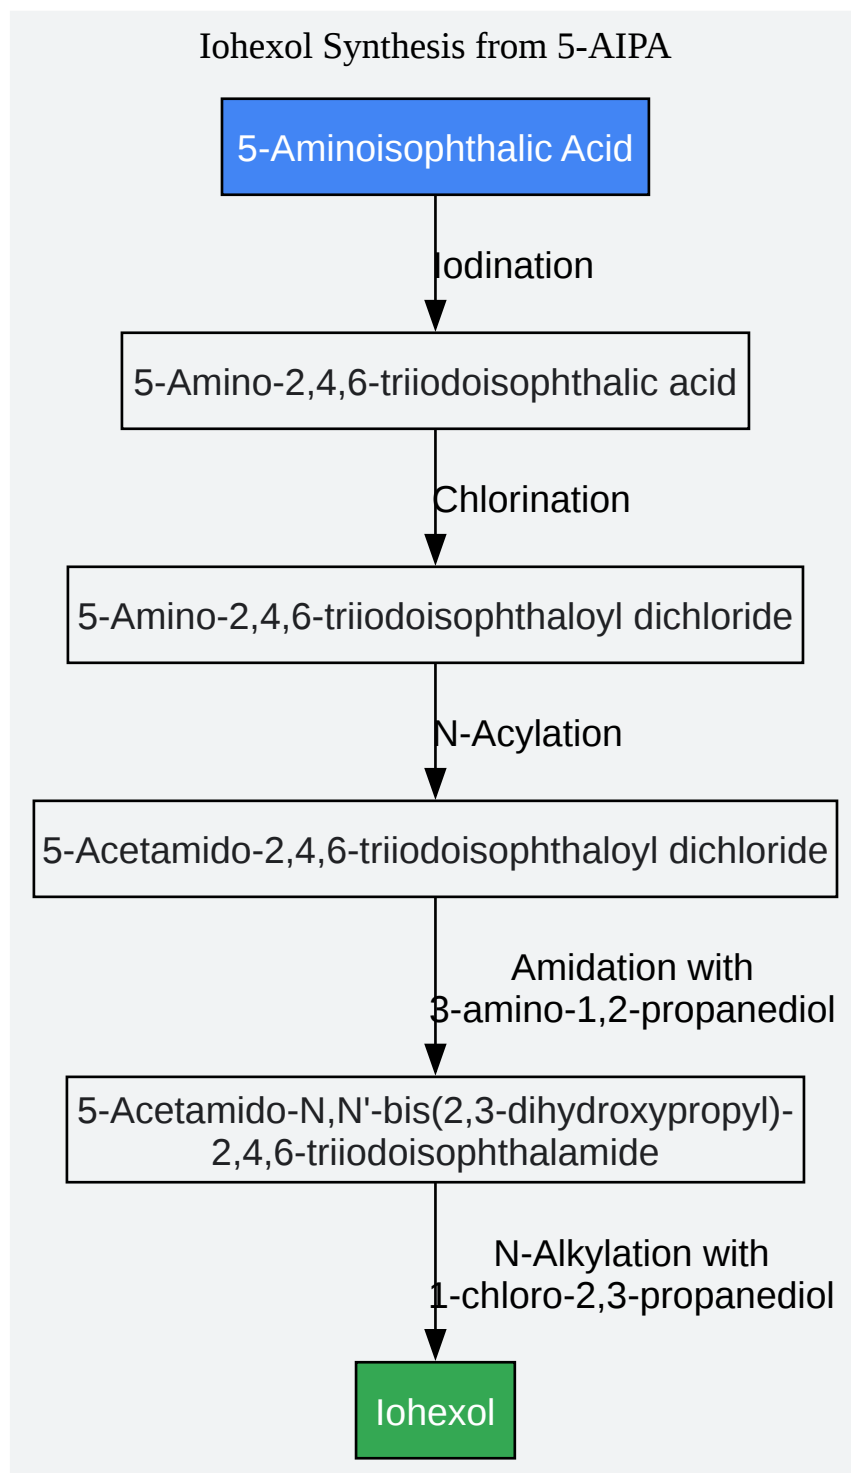 Iohexol Synthesis from 5-AIPA
5-Aminoisophthalic Acid
Iodination
5-Amino-2,4,6-triiodoisophthalic acid
Chlorination
5-Amino-2,4,6-triiodoisophthaloyl dichloride
N-Acylation
5-Acetamido-2,4,6-triiodoisophthaloyl dichloride
Amidation with
3-amino-1,2-propanediol
5-Acetamido-N,N'-bis(2,3-dihydroxypropyl)-
2,4,6-triiodoisophthalamide
N-Alkylation with
1-chloro-2,3-propanediol
Iohexol